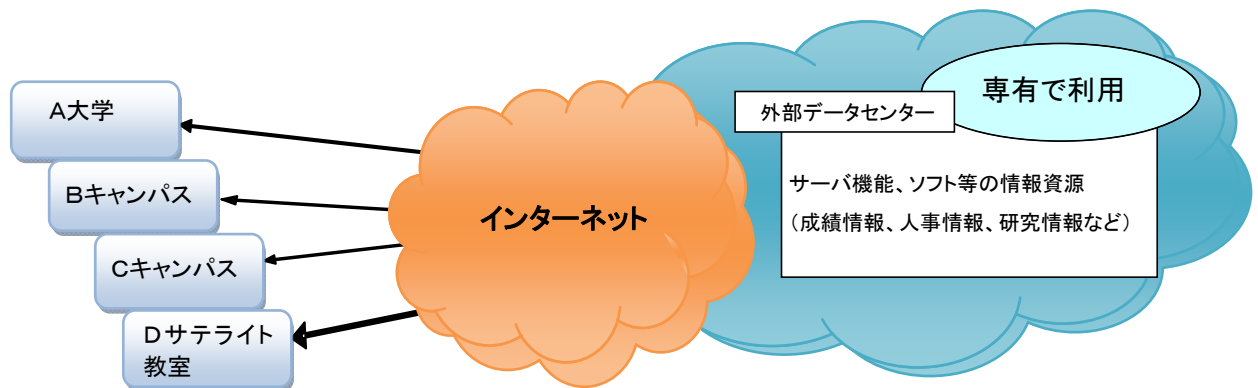 A大学
Bキャンパス
Cキャンパス
Dサテライト
教室
インターネット
専有で利用
外部データセンター
サーバ機能、ソフト等の情報資源
（成績情報、人事情報、研究情報など）